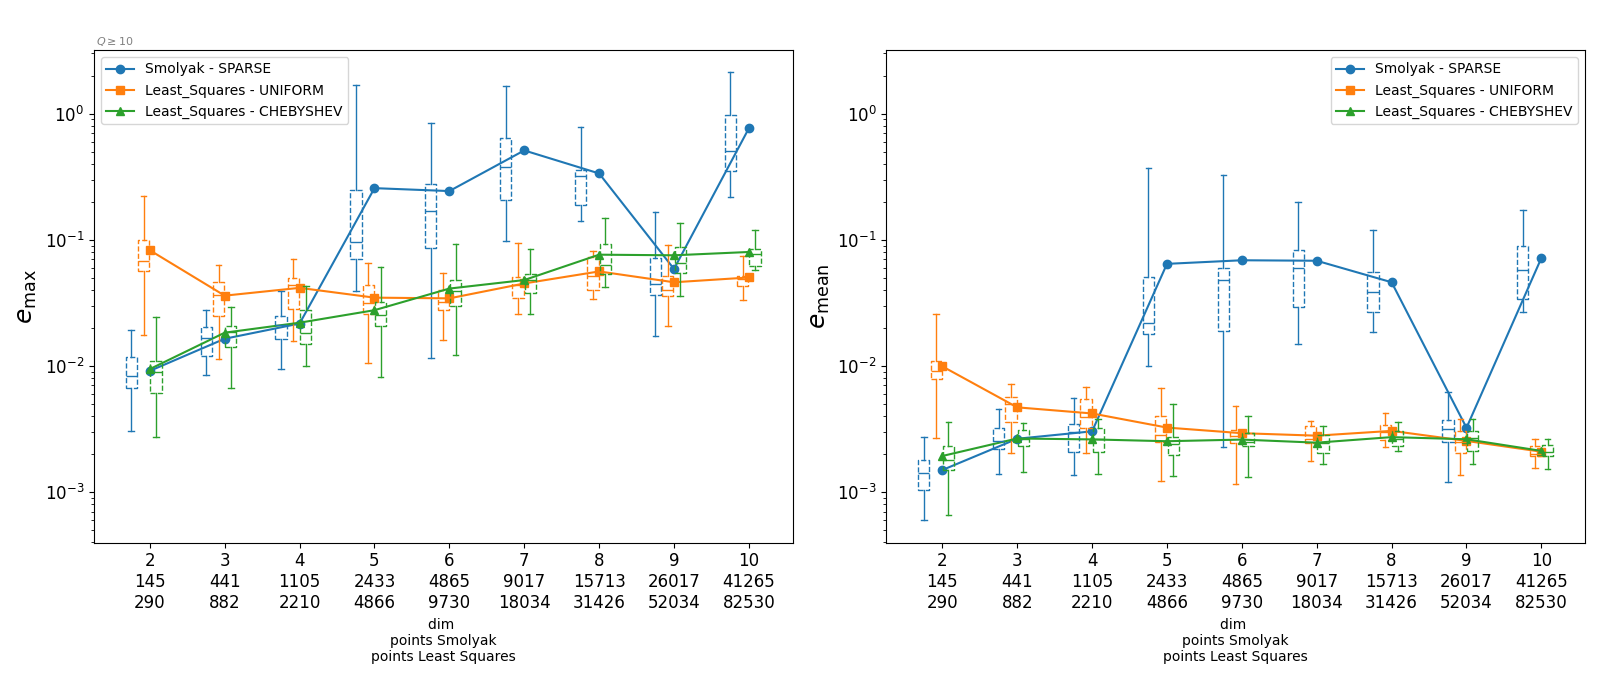 Q ≥ 10
Smolyak - SPARSE
Least_Squares - UNIFORM
Least_Squares - CHEBYSHEV
10⁰
10⁻¹
10⁻²
10⁻³
e_max
2 3 4 5 6 7 8 9 10
145 441 1105 2433 4865 9017 15713 26017 41265
290 882 2210 4866 9730 18034 31426 52034 82530
dim
points Smolyak
points Least Squares
Smolyak - SPARSE
Least_Squares - UNIFORM
Least_Squares - CHEBYSHEV
10⁰
10⁻¹
10⁻²
10⁻³
e_mean
2 3 4 5 6 7 8 9 10
145 441 1105 2433 4865 9017 15713 26017 41265
290 882 2210 4866 9730 18034 31426 52034 82530
dim
points Smolyak
points Least Squares